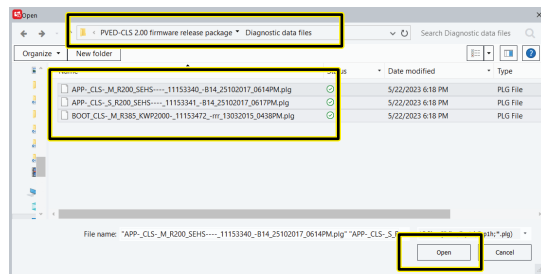 Open
PVED-CLS 2.00 firmware release package Diagnostic data files
Search Diagnostic data files
Organize New folder
Name Status Date modified Type
APP-_CLS-_M_R200_SEHS----_11153340_-B14_25102017_0614PM.plg 5/22/2023 6:18 PM PLG File
APP-_CLS-_S_R200_SEHS----_11153341_-B14_25102017_0617PM.plg 5/22/2023 6:18 PM PLG File
BOOT_CLS-_M_R385_KWP2000-_11153472_-rrr_13032015_0438PM.plg 5/22/2023 6:18 PM PLG File
File name: "APP-_CLS-_M_R200_SEHS----_11153340_-B14_25102017_0614PM.plg" "APP-_CLS-_S_R
Open Cancel